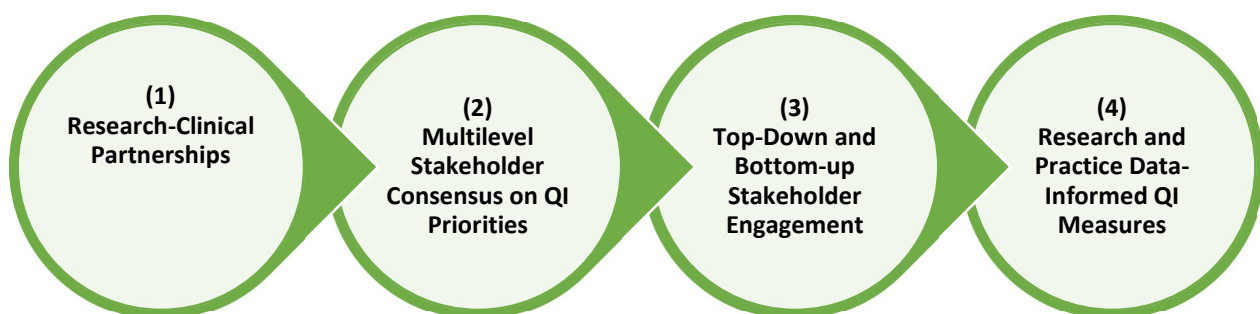 (1)
Research-Clinical
Partnerships
(2)
Multilevel
Stakeholder
Consensus on QI
Priorities
(3)
Top-Down and
Bottom-up
Stakeholder
Engagement
(4)
Research and
Practice Data-
Informed QI
Measures